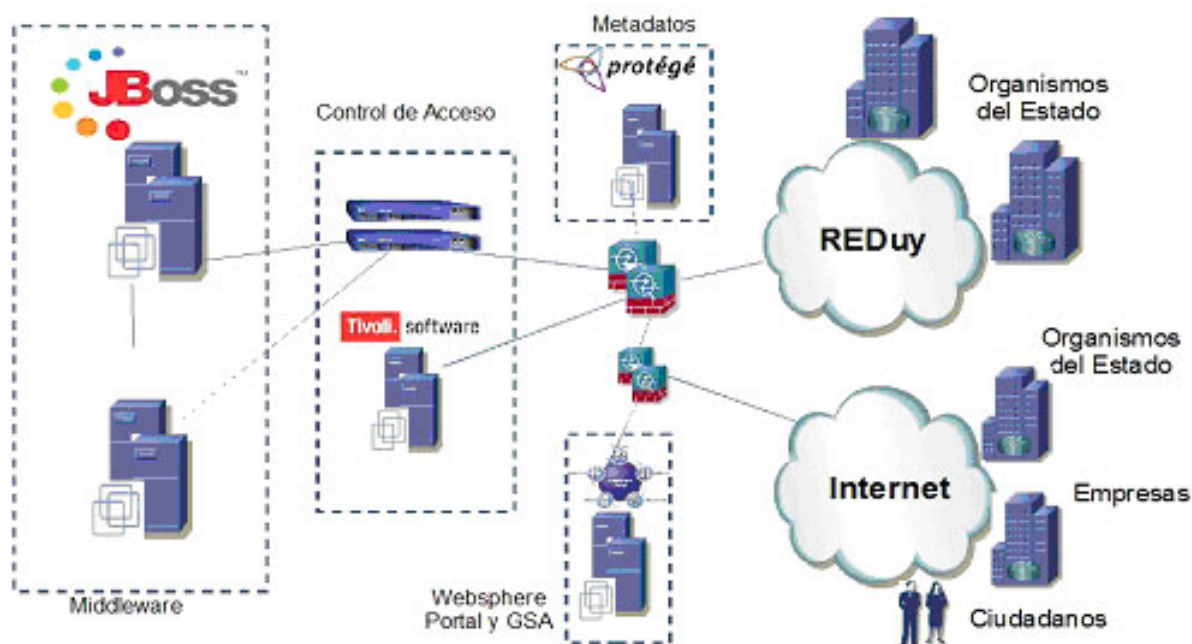 Metadatos
protégé
JBoss™
Control de Acceso
Organismos
del Estado
REDuy
Tivoli. software
Organismos
del Estado
Internet
Empresas
Middleware
Websphere
Portal y GSA
Ciudadanos